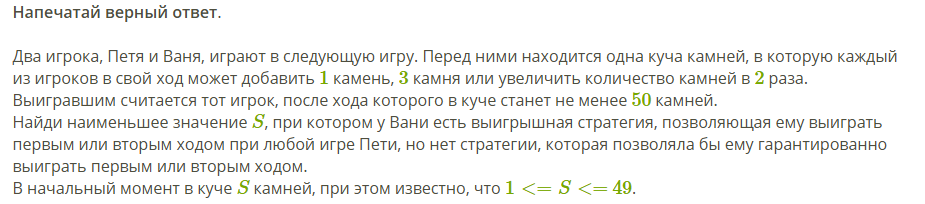 Напечатай верный ответ.
Два игрока, Петя и Ваня, играют в следующую игру. Перед ними находится одна куча камней, в которую каждый
из игроков в свой ход может добавить 1 камень, 3 камня или увеличить количество камней в 2 раза.
Выигравшим считается тот игрок, после хода которого в куче станет не менее 50 камней.
Найди наименьшее значение S, при котором у Вани есть выигрышная стратегия, позволяющая ему выиграть
первым или вторым ходом при любой игре Пети, но нет стратегии, которая позволяла бы ему гарантированно
выиграть первым или вторым ходом.
В начальный момент в куче S камней, при этом известно, что 1 <= S <= 49.